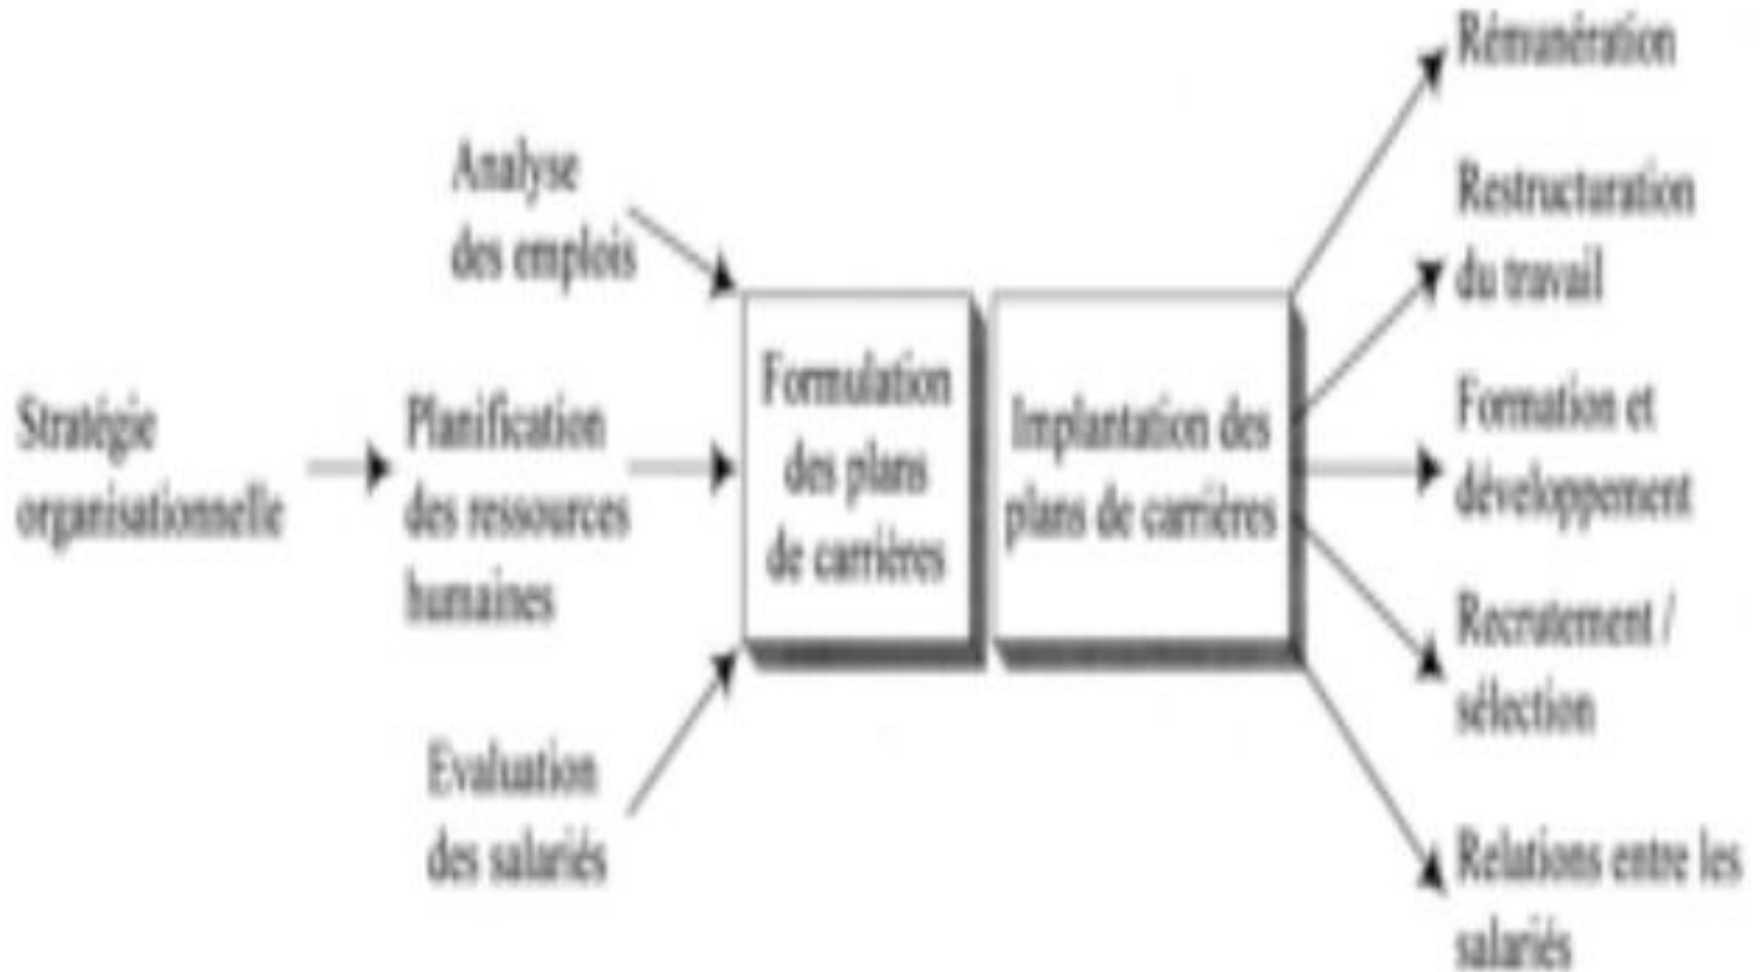 Stratégie
organisationnelle
Analyse
des emplois
Planification
des ressources
humaines
Evaluation
des salariés
Formulation
des plans
de carrières
Implantation des
plans de carrières
Rémunération
Restructuration
du travail
Formation et
développement
Recrutement /
sélection
Relations entre les
salariés